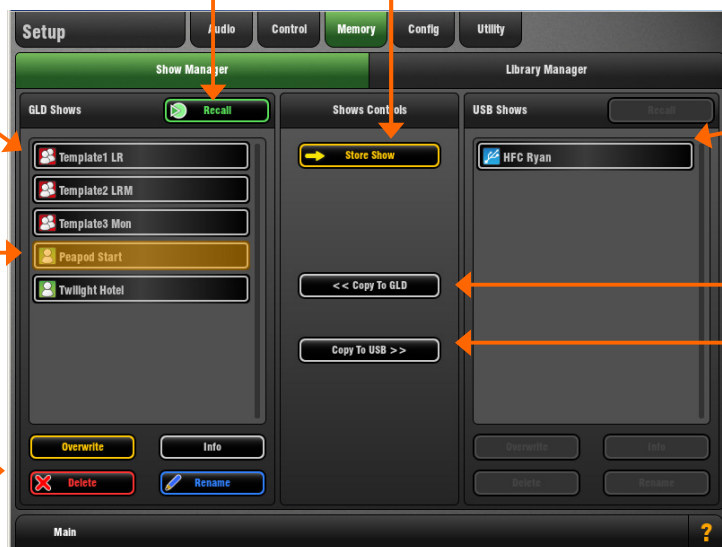 Setup
Audio
Control
Memory
Config
Utility
Show Manager
Library Manager
GLD Shows
Recall
Shows Controls
USB Shows
Recall
Template1 LR
Template2 LRM
Template3 Mon
Peapod Start
Twilight Hotel
Store Show
<< Copy To GLD
Copy To USB >>
HFC Ryan
Overwrite
Info
Delete
Rename
Overwrite
Info
Delete
Rename
Main
?